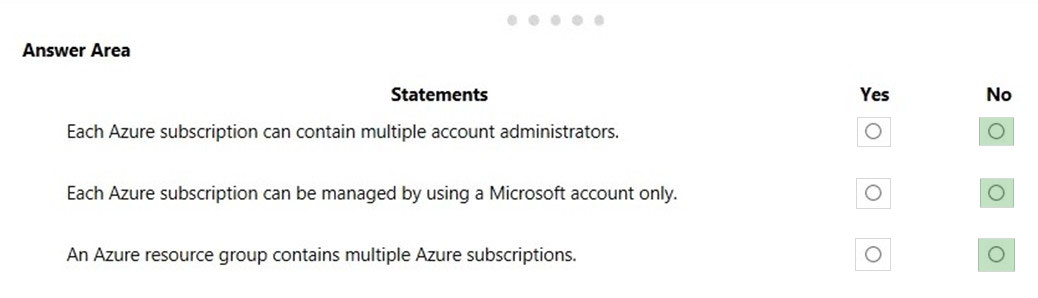 Answer Area
Statements Yes No
Each Azure subscription can contain multiple account administrators.
Each Azure subscription can be managed by using a Microsoft account only.
An Azure resource group contains multiple Azure subscriptions.